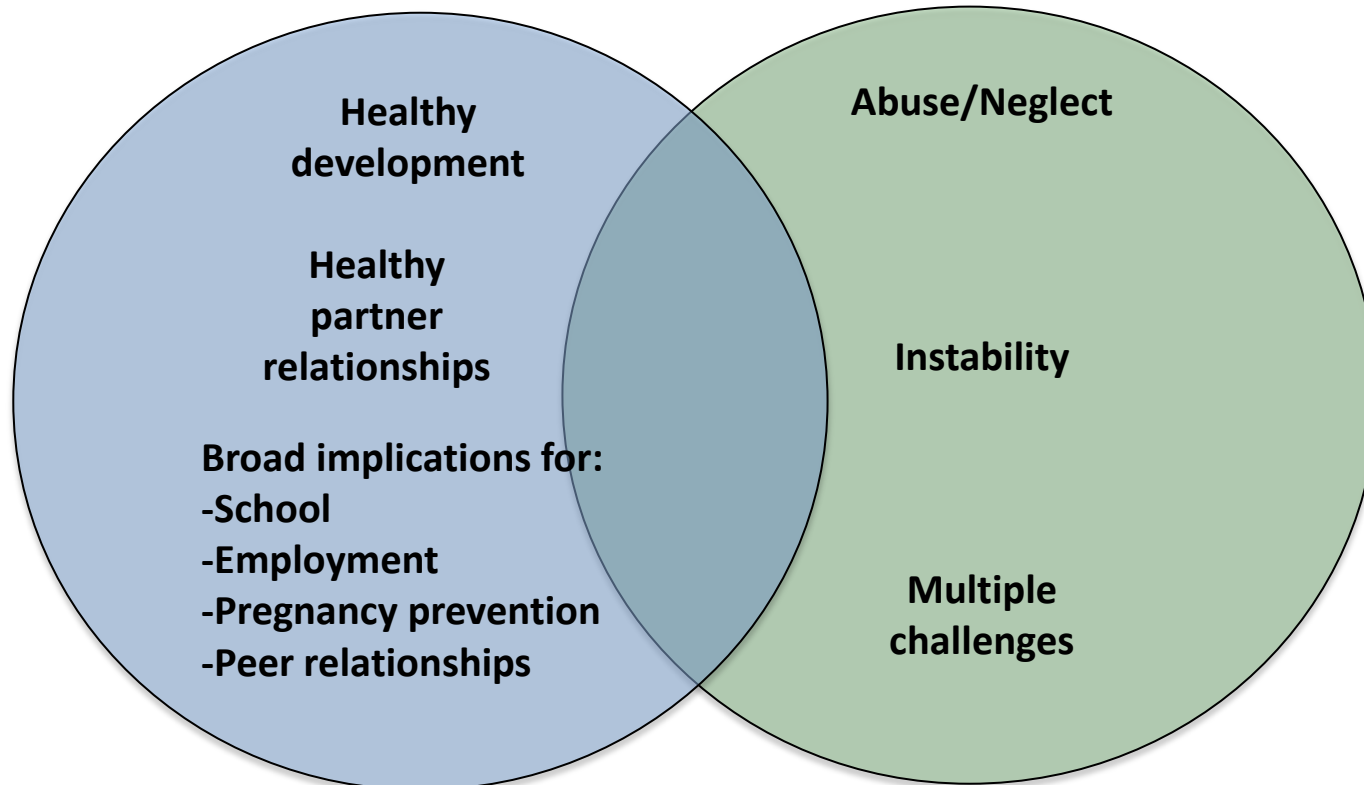 Healthy
development
Healthy
partner
relationships
Broad implications for:
-School
-Employment
-Pregnancy prevention
-Peer relationships
Abuse/Neglect
Instability
Multiple
challenges